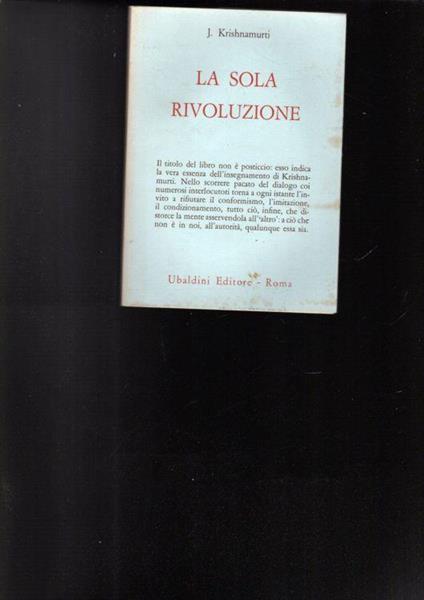 J. Krishnamurti
LA SOLA
RIVOLUZIONE
Il titolo del libro non è posticcio: esso indica
la vera essenza dell'insegnamento di Krishna-
murti. Nello scorrere pacato del dialogo coi
numerosi interlocutori torna a ogni istante l'in-
vito a rifiutare il conformismo, l'imitazione,
il condizionamento, tutto ciò, infine, che di-
storce la mente asservendola all'‘altro’: a ciò che
non è in noi, all'autorità, qualunque essa sia.
Ubaldini Editore - Roma